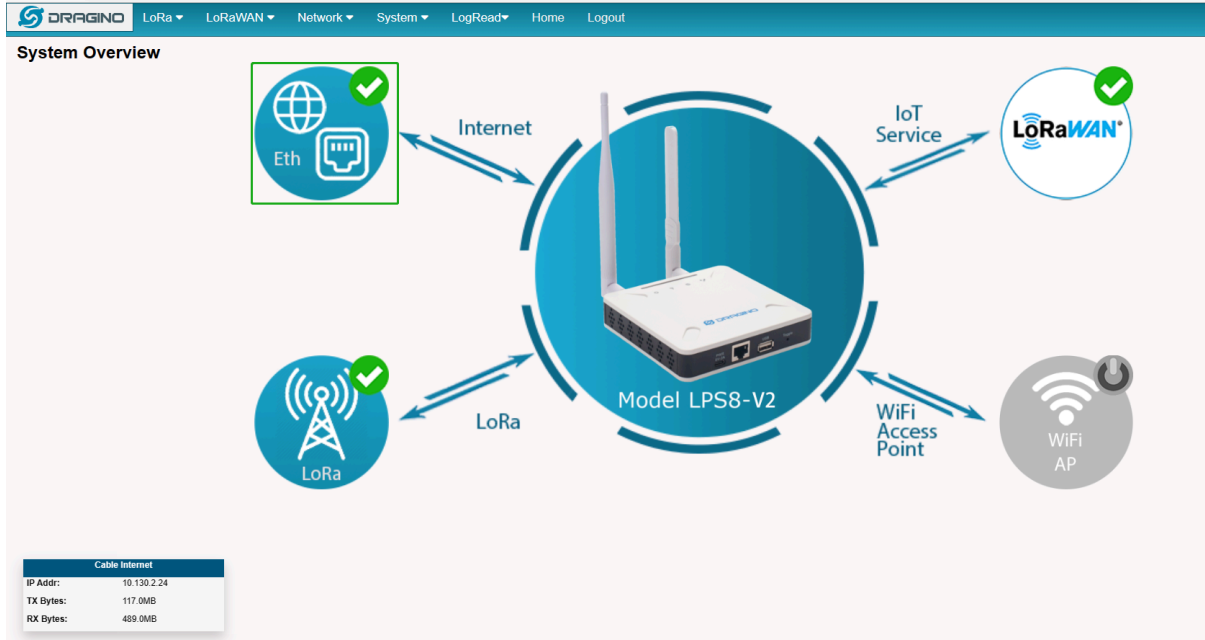 DRAGINO LoRa LoRaWAN Network System LogRead Home Logout
System Overview
Eth
Internet
IoT
Service
LoRaWAN®
DRAGINO
Model LPS8-V2
LoRa
LoRa
WiFi
Access
Point
WiFi
AP
Cable Internet
IP Addr: 10.130.2.24
TX Bytes: 117.0MB
RX Bytes: 489.0MB